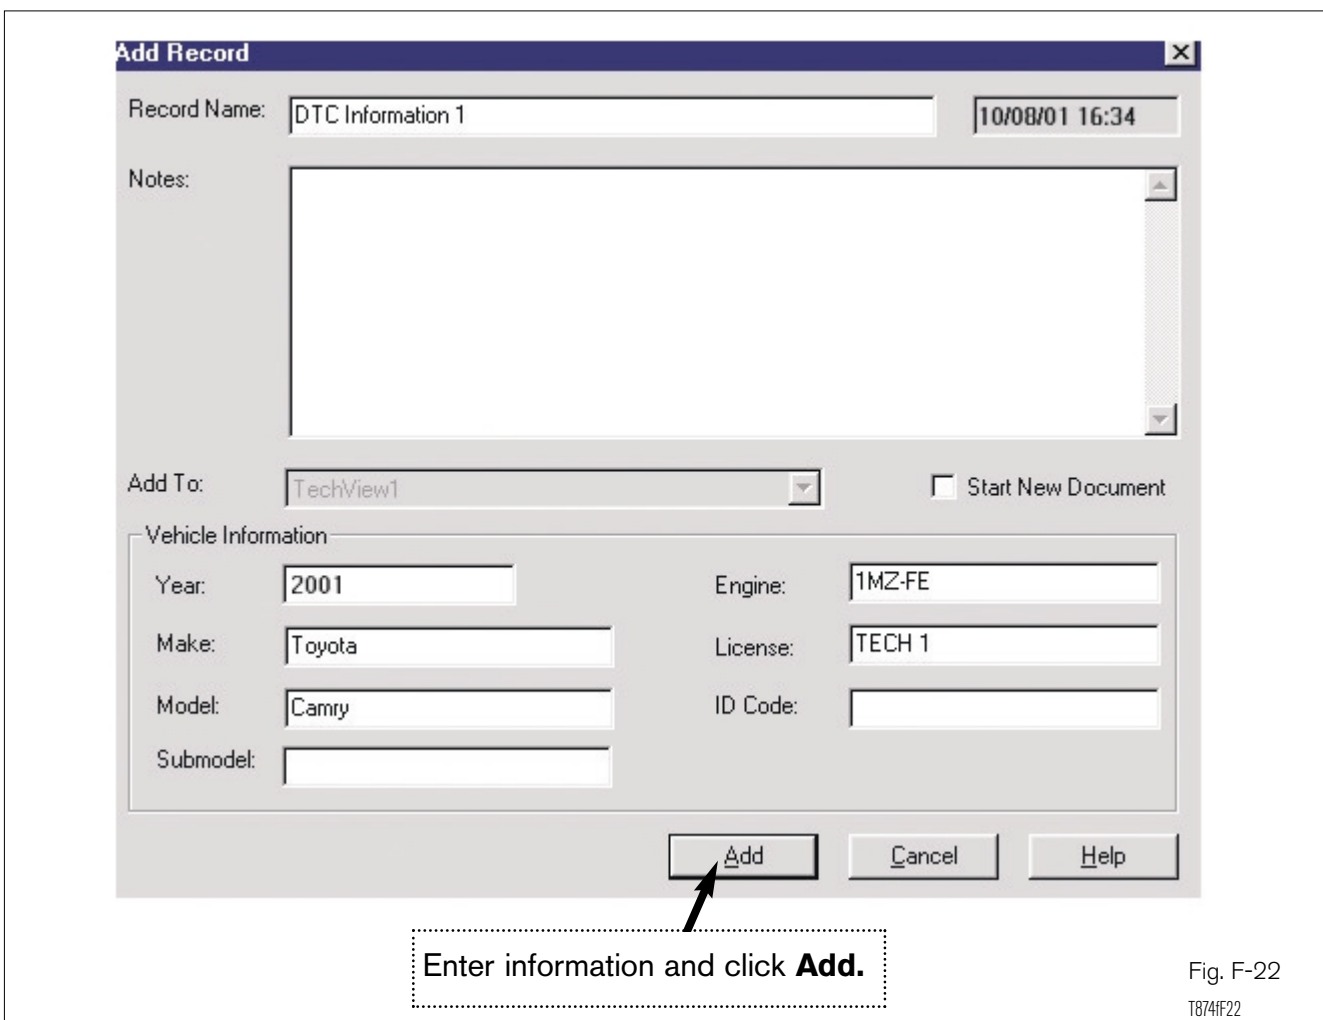 Add Record
Record Name: DTC Information 1 10/08/01 16:34
Notes:
Add To: TechView1 Start New Document
Vehicle Information
Year: 2001 Engine: 1MZ-FE
Make: Toyota License: TECH 1
Model: Camry ID Code:
Submodel:
Add Cancel Help
Enter information and click Add.
Fig. F-22
T874fF22